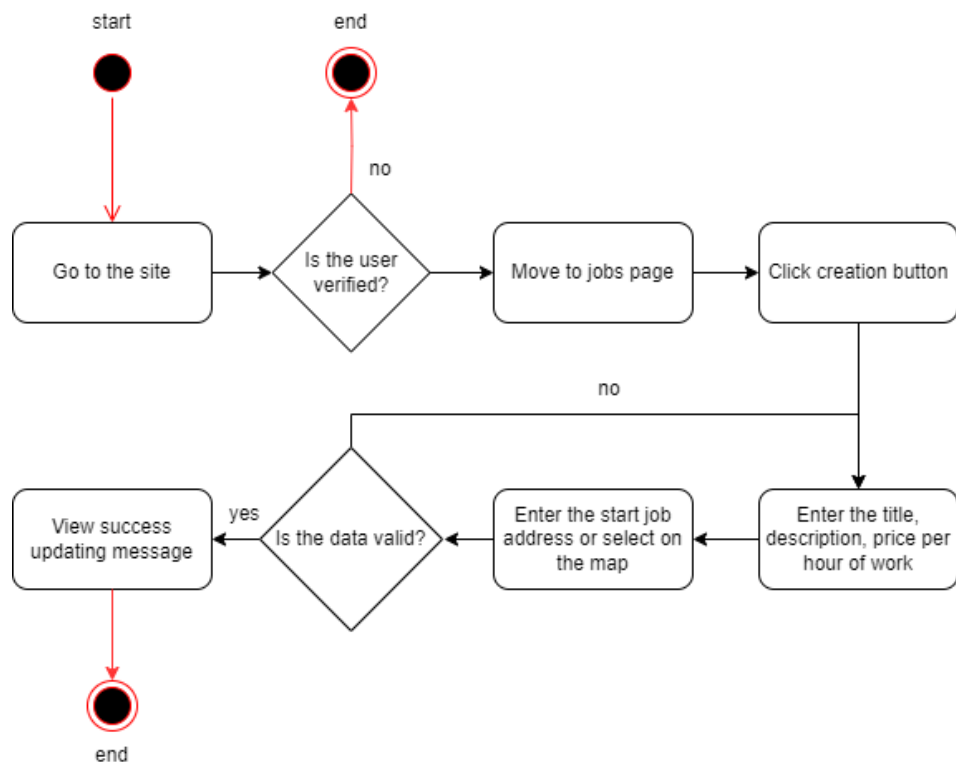 start
end
no
Go to the site
Is the user
verified?
Move to jobs page
Click creation button
no
View success
updating message
yes
Is the data valid?
Enter the start job
address or select on
the map
Enter the title,
description, price per
hour of work
end